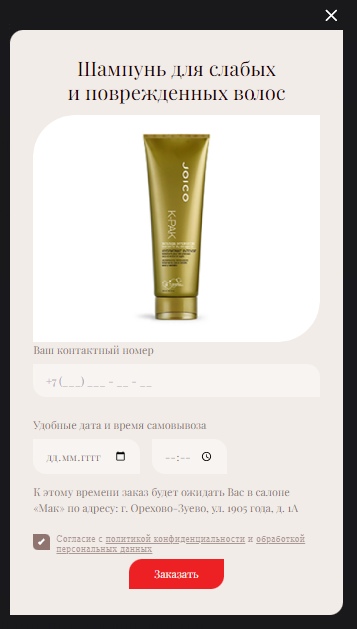 Шампунь для слабых
и поврежденных волос
JOICO
K-PAK
Ваш контактный номер
+7 (___) ___ - __ - __
Удобные дата и время самовывоза
дд.мм.гггг
--:--
К этому времени заказ будет ожидать Вас в салоне
«Мак» по адресу: г. Орехово-Зуево, ул. 1905 года, д. 1А
Согласие с политикой конфиденциальности и обработкой
персональных данных
Заказать